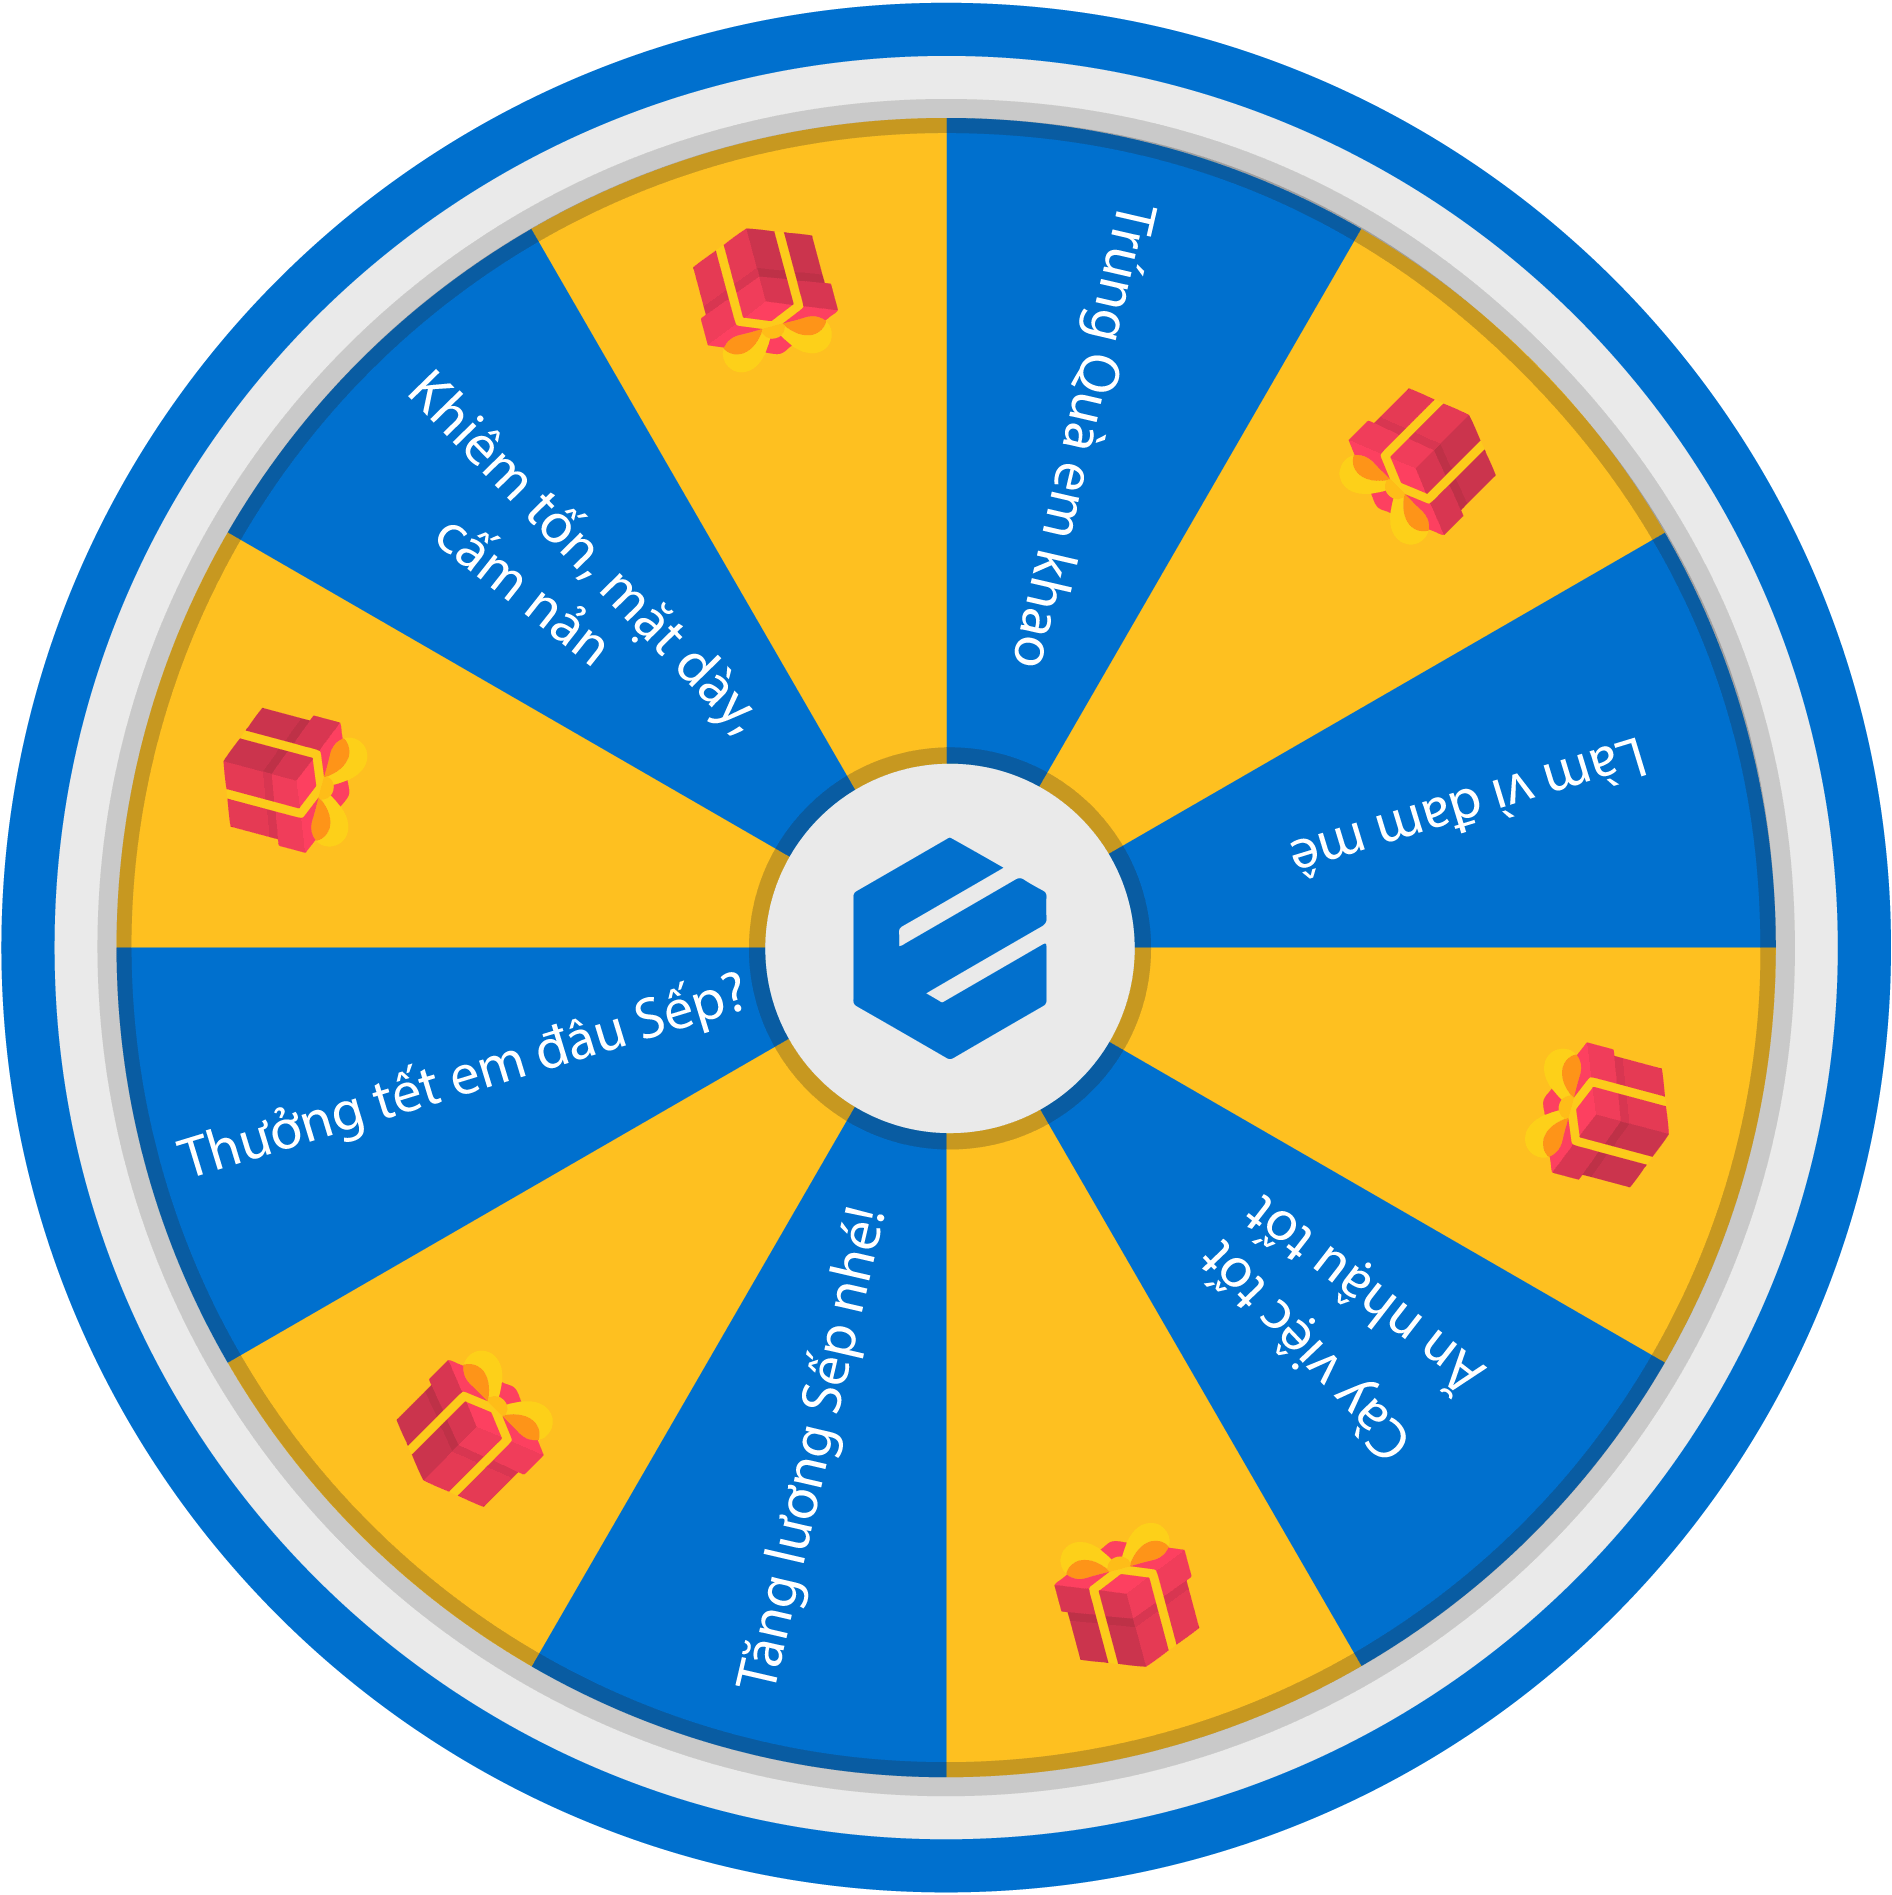 Trúng Quà em khao
Làm vì đam mê
Cày việc tốt
Ăn nhậu tốt
Tăng lương Sếp nhé!
Thưởng tết em đâu Sếp?
Khiêm tốn, mặt dày,
cấm nản